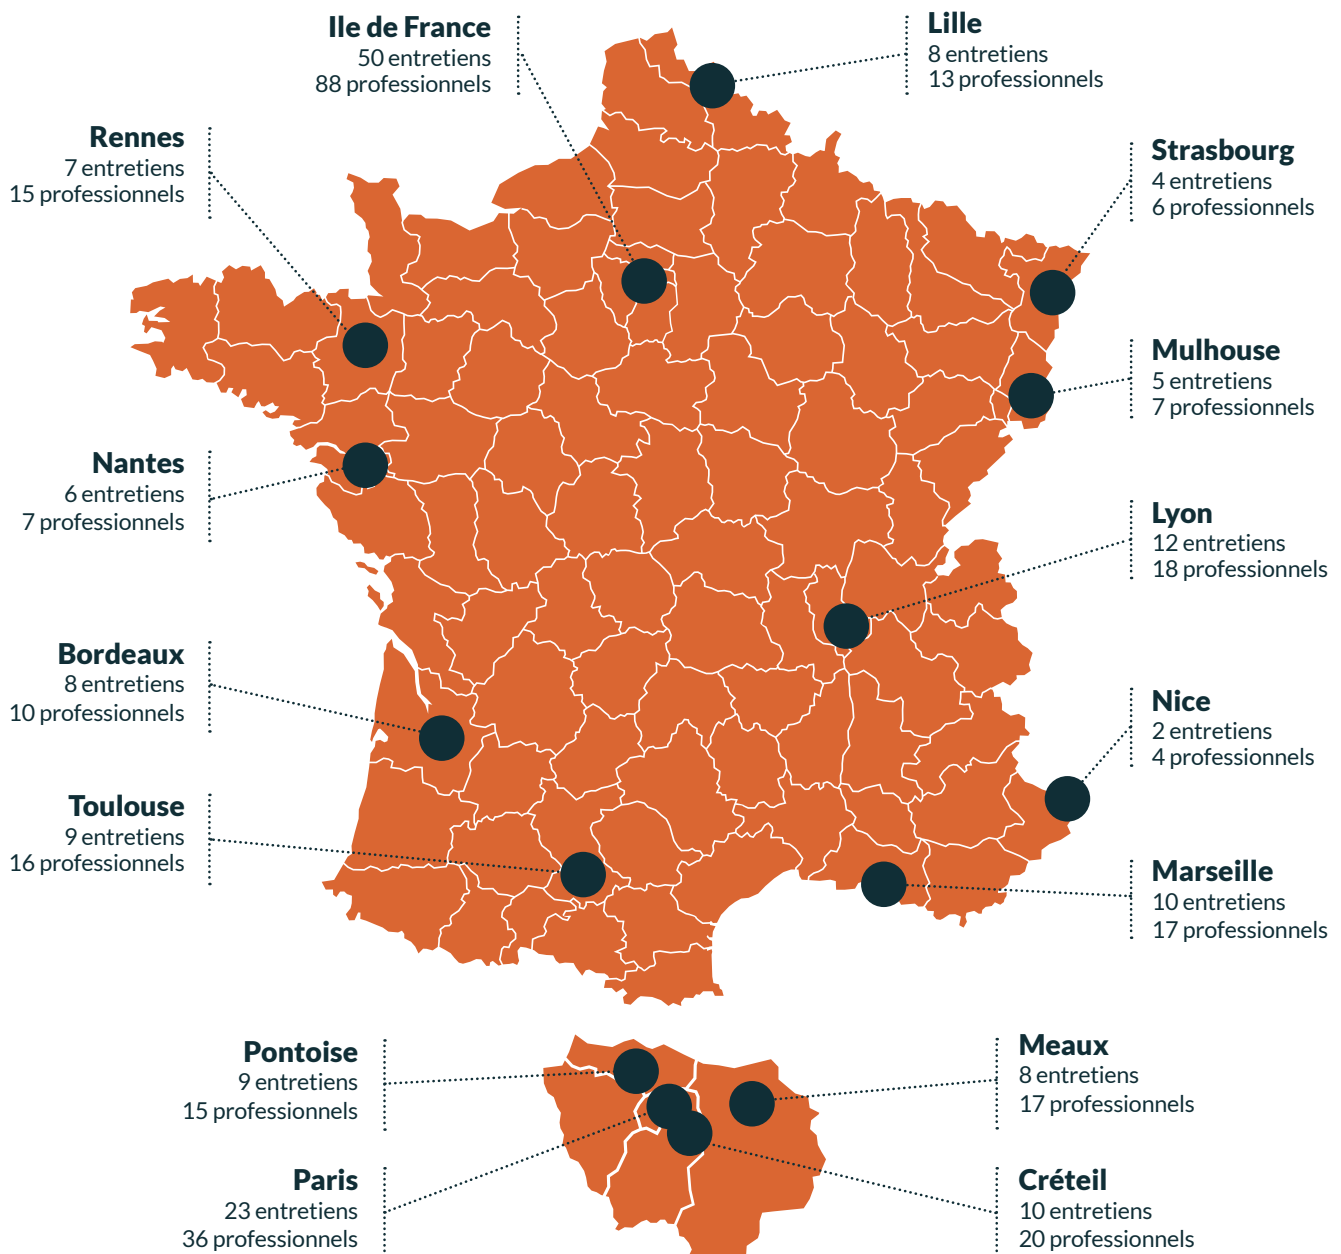 Ile de France
50 entretiens
88 professionnels
Lille
8 entretiens
13 professionnels
Rennes
7 entretiens
15 professionnels
Strasbourg
4 entretiens
6 professionnels
Mulhouse
5 entretiens
7 professionnels
Nantes
6 entretiens
7 professionnels
Lyon
12 entretiens
18 professionnels
Bordeaux
8 entretiens
10 professionnels
Nice
2 entretiens
4 professionnels
Toulouse
9 entretiens
16 professionnels
Marseille
10 entretiens
17 professionnels
Pontoise
9 entretiens
15 professionnels
Meaux
8 entretiens
17 professionnels
Paris
23 entretiens
36 professionnels
Créteil
10 entretiens
20 professionnels